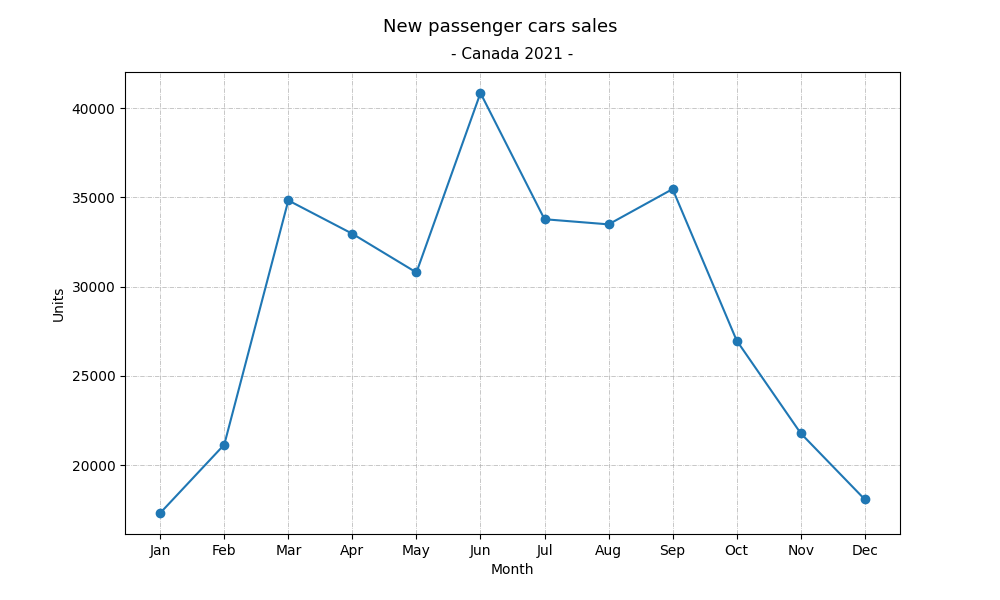 New passenger cars sales
- Canada 2021 -
40000
35000
30000
25000
20000
Units
Jan Feb Mar Apr May Jun Jul Aug Sep Oct Nov Dec
Month